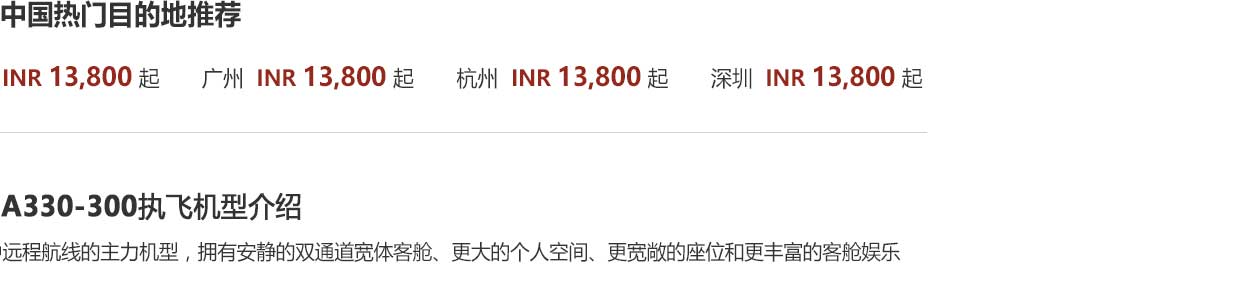 中国热门目的地推荐
INR 13,800 起 广州 INR 13,800 起 杭州 INR 13,800 起 深圳 INR 13,800 起
A330-300执飞机型介绍
远程航线的主力机型，拥有安静的双通道宽体客舱、更大的个人空间、更宽敞的座位和更丰富的客舱娱乐